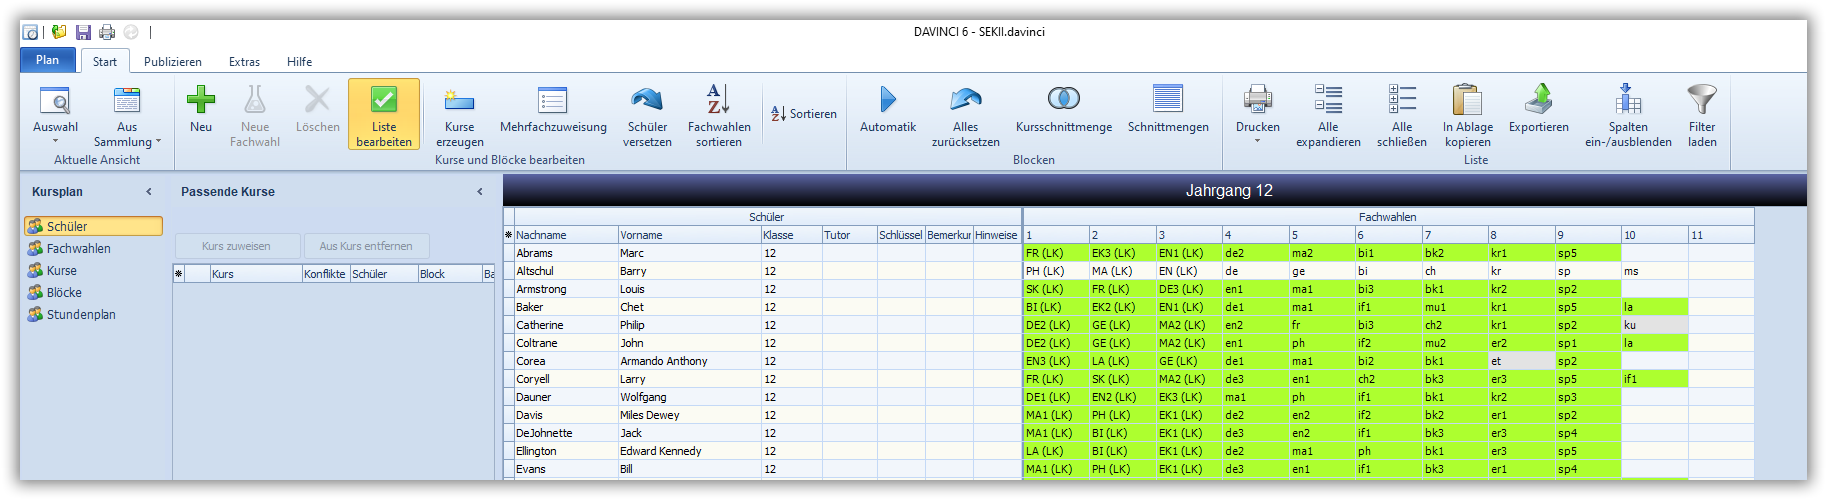 DAVINCI 6 - SEKII.davinci
Plan Start Publizieren Extras Hilfe
Auswahl Aus Sammlung
Aktuelle Ansicht
Neu Neue Fachwahl Löschen Liste bearbeiten Kurse erzeugen Mehrfachzuweisung Schüler versetzen Fachwahlen sortieren Sortieren
Kurse und Blöcke bearbeiten
Automatik Alles zurücksetzen Kursschnittmenge Schnittmengen
Blocken
Drucken Alle expandieren Alle schließen In Ablage kopieren Exportieren Spalten ein-/ausblenden Filter laden
Liste
Kursplan
Schüler
Fachwahlen
Kurse
Blöcke
Stundenplan
Passende Kurse
Kurs zuweisen Aus Kurs entfernen
Kurs Konflikte Schüler Block Ba
Jahrgang 12
Schüler Fachwahlen
Nachname Vorname Klasse Tutor Schlüssel Bemerkur Hinweise 1 2 3 4 5 6 7 8 9 10 11
Abrams Marc 12 FR (LK) EK3 (LK) EN1 (LK) de2 ma2 bi1 bk2 kr1 sp5
Altschul Barry 12 PH (LK) MA (LK) EN (LK) de ge bi ch kr sp ms
Armstrong Louis 12 SK (LK) FR (LK) DE3 (LK) en1 ma1 bi3 bk1 kr2 sp2
Baker Chet 12 BI (LK) EK2 (LK) EN1 (LK) de1 ma1 if1 mu1 kr1 sp5 la
Catherine Philip 12 DE2 (LK) GE (LK) MA2 (LK) en2 fr bi3 ch2 kr1 sp2 ku
Coltrane John 12 DE2 (LK) GE (LK) MA2 (LK) en1 ph if2 mu2 er2 sp1 la
Corea Armando Anthony 12 EN3 (LK) LA (LK) GE (LK) de1 ma1 bi2 bk1 et sp2
Coryell Larry 12 FR (LK) SK (LK) MA2 (LK) de3 en1 ch2 bk3 er3 sp5 if1
Dauner Wolfgang 12 DE1 (LK) EN2 (LK) EK3 (LK) ma1 ph if1 bk1 kr2 sp3
Davis Miles Dewey 12 MA1 (LK) PH (LK) EK1 (LK) de2 en2 if2 bk2 er1 sp2
DeJohnette Jack 12 MA1 (LK) BI (LK) EK1 (LK) de3 en2 if1 bk3 er3 sp4
Ellington Edward Kennedy 12 LA (LK) BI (LK) EK1 (LK) de2 ma1 ph bk1 er3 sp5
Evans Bill 12 MA1 (LK) PH (LK) EK1 (LK) de3 en1 if1 bk3 er1 sp4